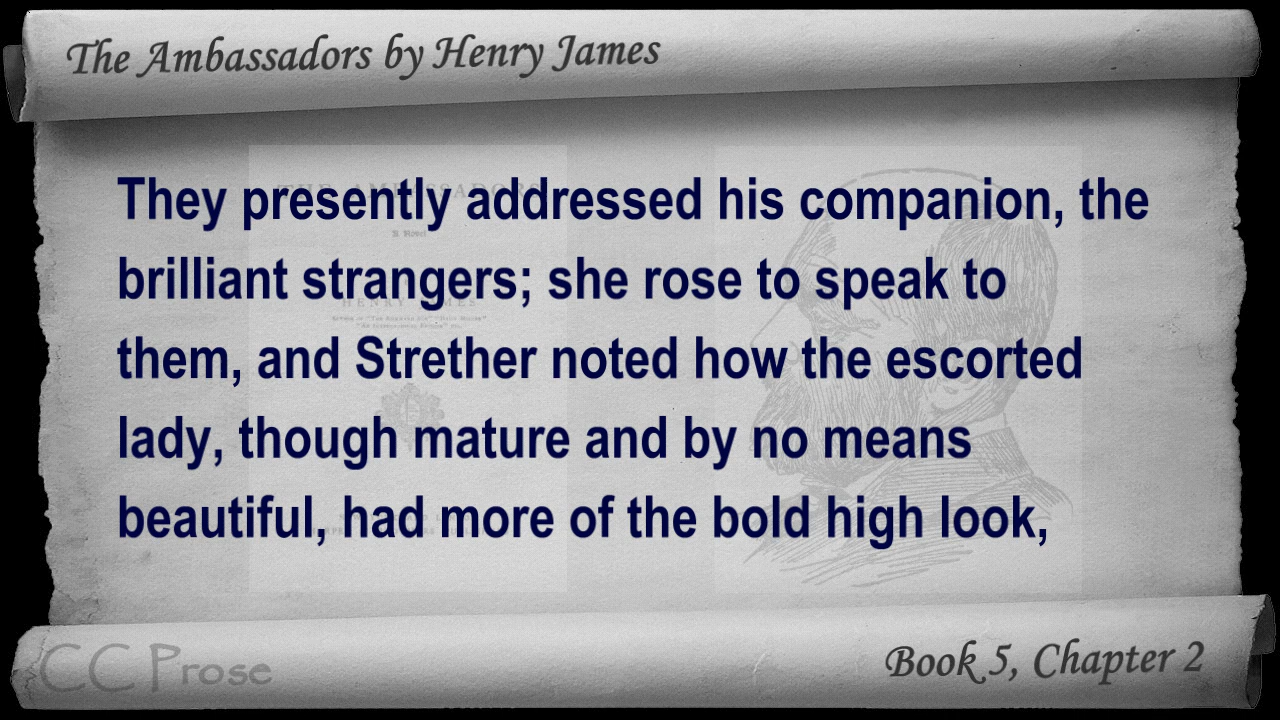 The Ambassadors by Henry James
They presently addressed his companion, the
brilliant strangers; she rose to speak to
them, and Strether noted how the escorted
lady, though mature and by no means
beautiful, had more of the bold high look,
CC Prose
Book 5, Chapter 2